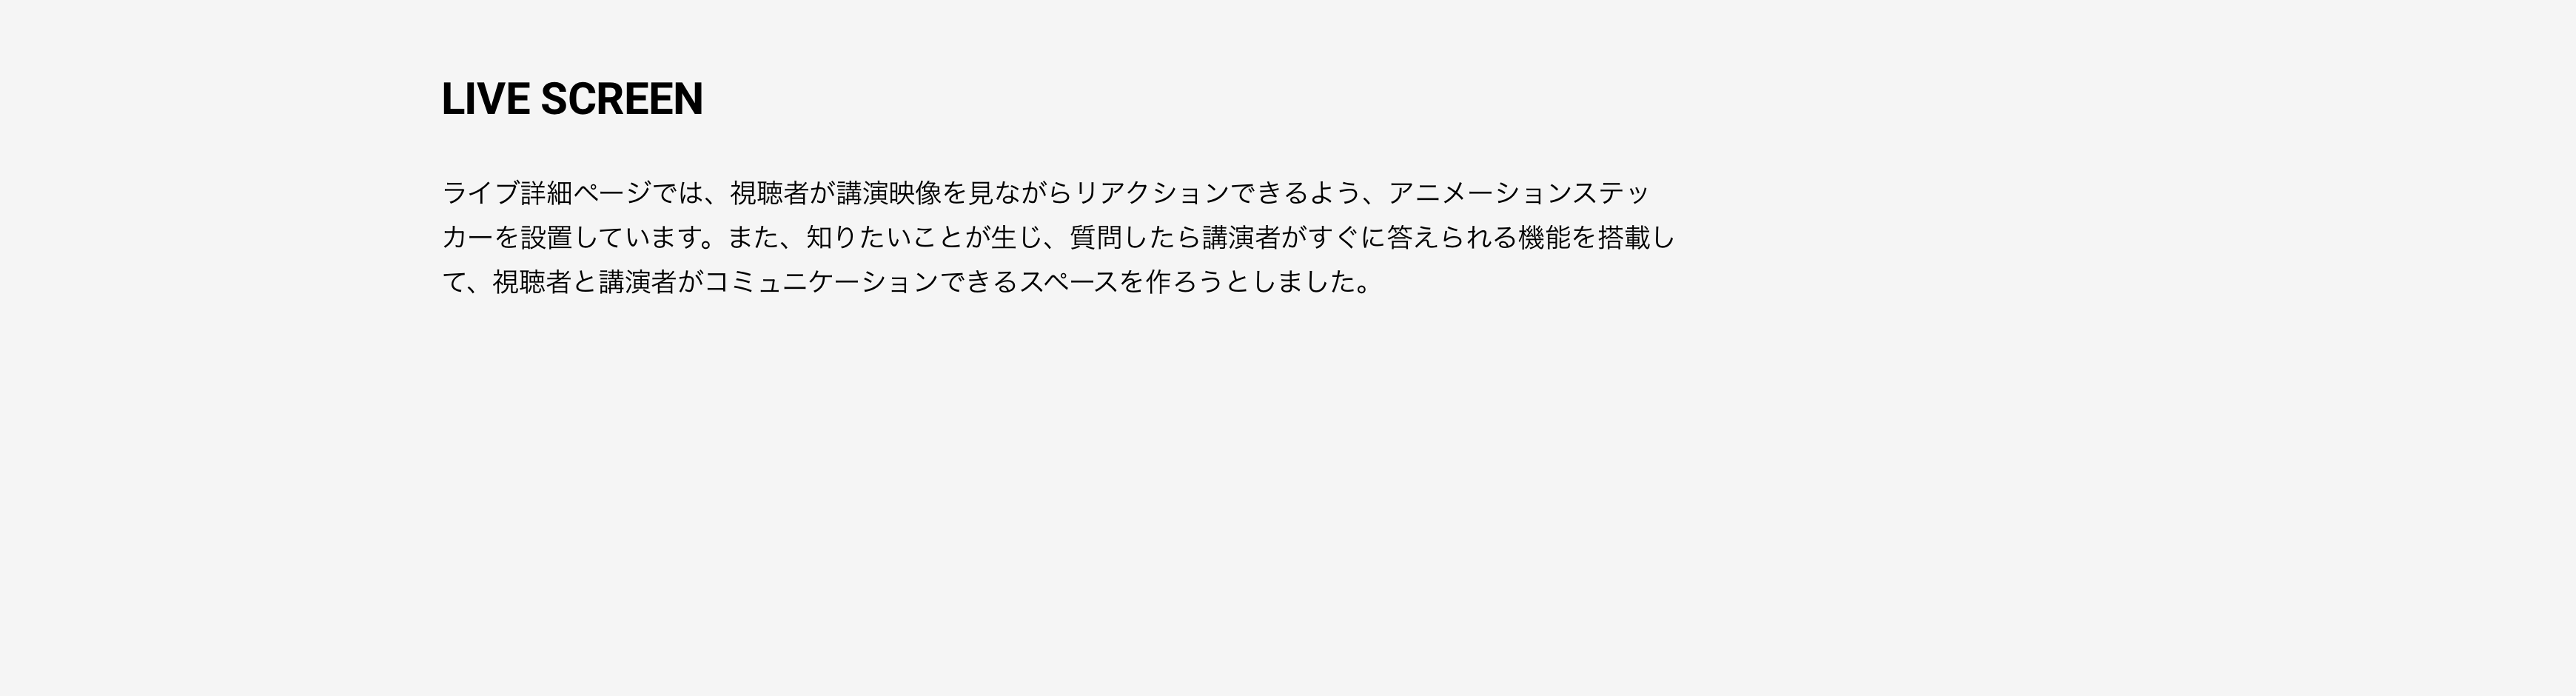 LIVE SCREEN
ライブ詳細ページでは、視聴者が講演映像を見ながらリアクションできるよう、アニメーションステッ
カーを設置しています。また、知りたいことが生じ、質問したら講演者がすぐに答えられる機能を搭載し
て、視聴者と講演者がコミュニケーションできるスペースを作ろうとしました。